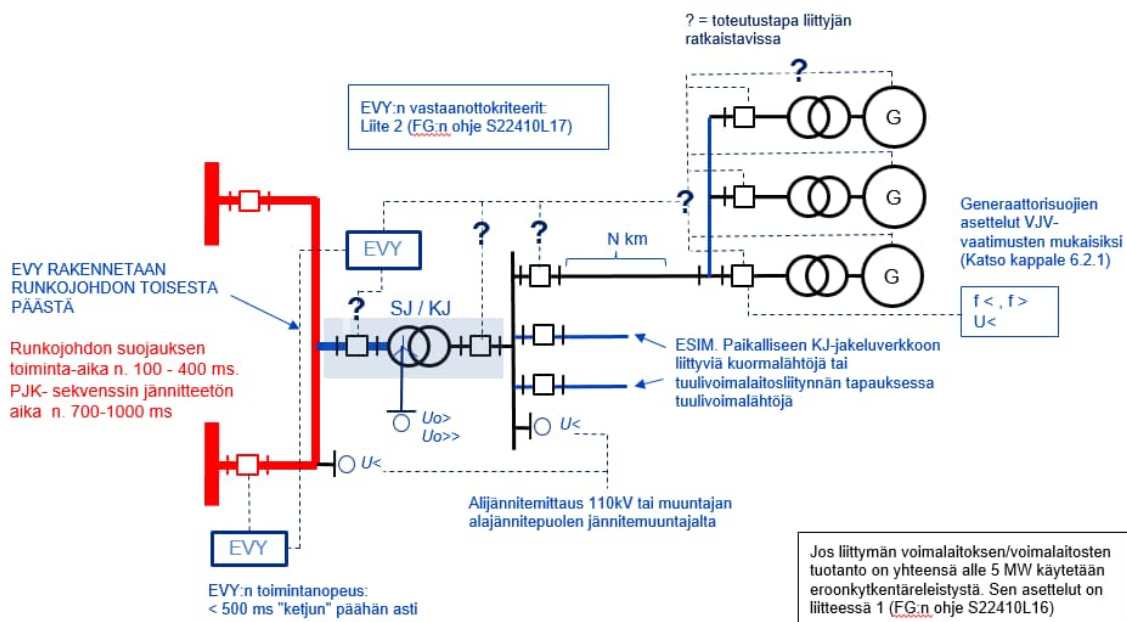 ? = toteutustapa liittyjän
ratkaistavissa
?
EVY:n vastaanottokriteerit:
Liite 2 (FG:n ohje S22410L17)
G
G
?
Generaattorisuojien
asettelut VJV-
vaatimusten mukaisiksi
(Katso kappale 6.2.1)
?
?
N km
EVY
G
EVY RAKENNETAAN
RUNKOJOHDON TOISESTA
PÄÄSTÄ
f < , f >
U<
?
SJ / KJ
Runkojohdon suojauksen
toiminta-aika n. 100 - 400 ms.
PJK- sekvenssin jännitteetön
aika n. 700-1000 ms
ESIM. Paikalliseen KJ-jakeluverkkoon
liittyviä kuormalähtöjä tai
tuulivoimalaitosliitynnän tapauksessa
tuulivoimalähtöjä
Uo>
Uo>>
U<
U<
Alijännitemittaus 110kV tai muuntajan
alajännitepuolen jännitemuuntajalta
EVY
EVY:n toimintanopeus:
< 500 ms "ketjun" päähän asti
Jos liittymän voimalaitoksen/voimalaitosten
tuotanto on yhteensä alle 5 MW käytetään
eroonkytkentäreleistystä. Sen asettelut on
liitteessä 1 (FG:n ohje S22410L16)